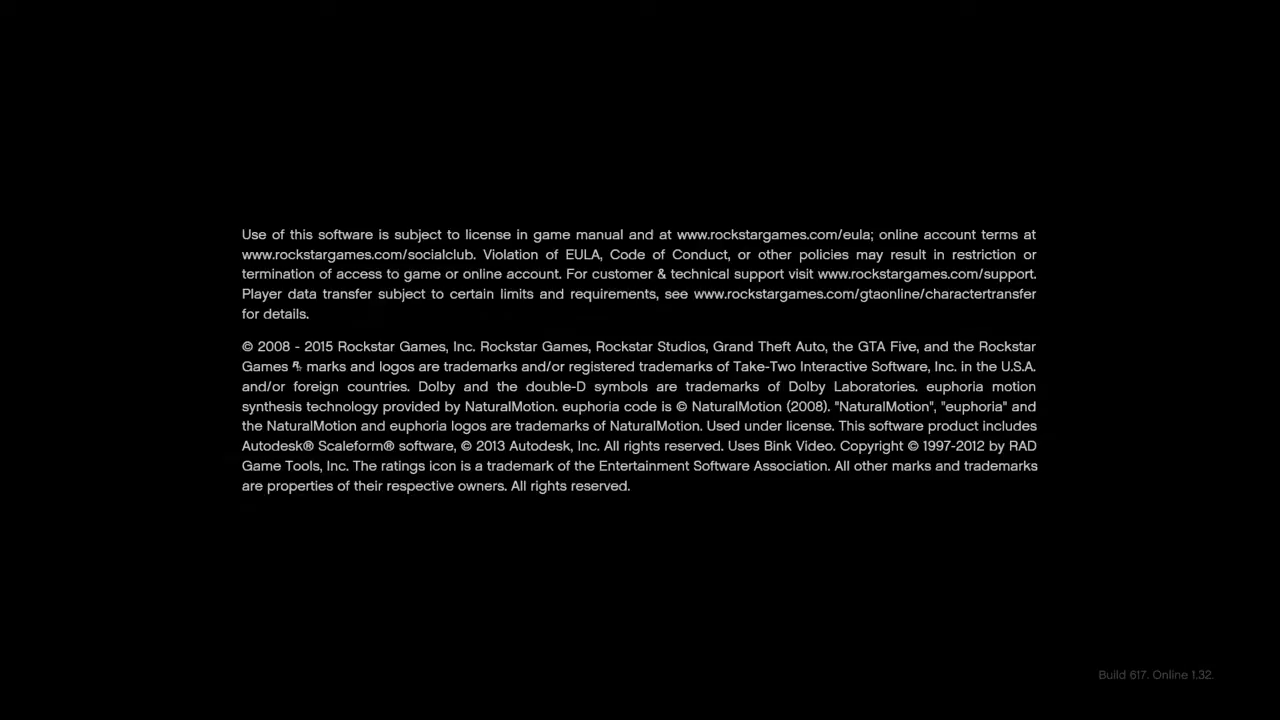 Use of this software is subject to license in game manual and at www.rockstargames.com/eula; online account terms at
www.rockstargames.com/socialclub. Violation of EULA, Code of Conduct, or other policies may result in restriction or
termination of access to game or online account. For customer & technical support visit www.rockstargames.com/support.
Player data transfer subject to certain limits and requirements, see www.rockstargames.com/gtaonline/charactertransfer
for details.
© 2008 - 2015 Rockstar Games, Inc. Rockstar Games, Rockstar Studios, Grand Theft Auto, the GTA Five, and the Rockstar
Games R* marks and logos are trademarks and/or registered trademarks of Take-Two Interactive Software, Inc. in the U.S.A.
and/or foreign countries. Dolby and the double-D symbols are trademarks of Dolby Laboratories. euphoria motion
synthesis technology provided by NaturalMotion. euphoria code is © NaturalMotion (2008). "NaturalMotion", "euphoria" and
the NaturalMotion and euphoria logos are trademarks of NaturalMotion. Used under license. This software product includes
Autodesk® Scaleform® software, © 2013 Autodesk, Inc. All rights reserved. Uses Bink Video. Copyright © 1997-2012 by RAD
Game Tools, Inc. The ratings icon is a trademark of the Entertainment Software Association. All other marks and trademarks
are properties of their respective owners. All rights reserved.
Build 617. Online 1.32.